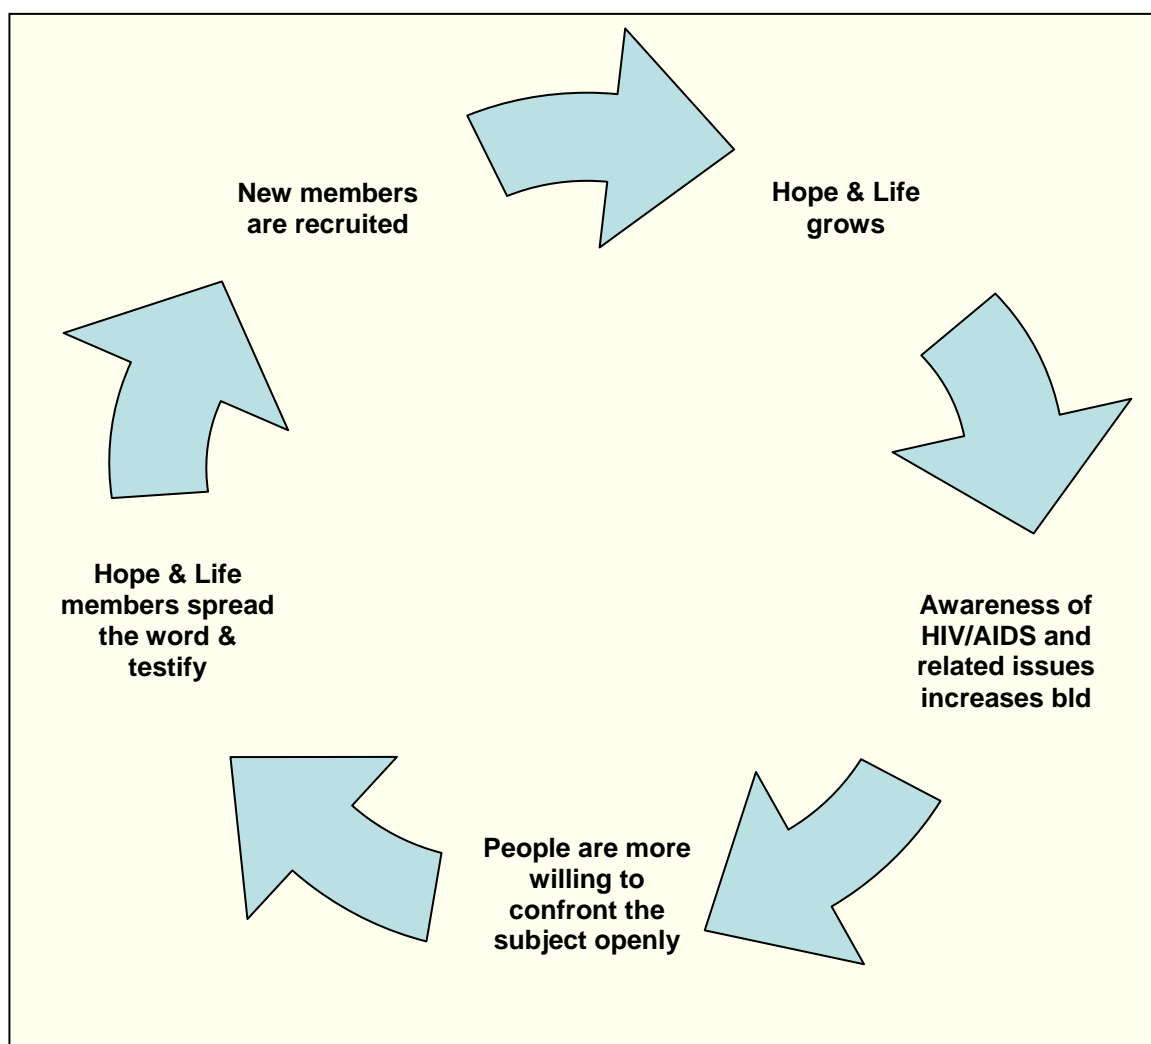 New members
are recruited
Hope & Life
grows
Awareness of
HIV/AIDS and
related issues
increases bld
People are more
willing to
confront the
subject openly
Hope & Life
members spread
the word &
testify